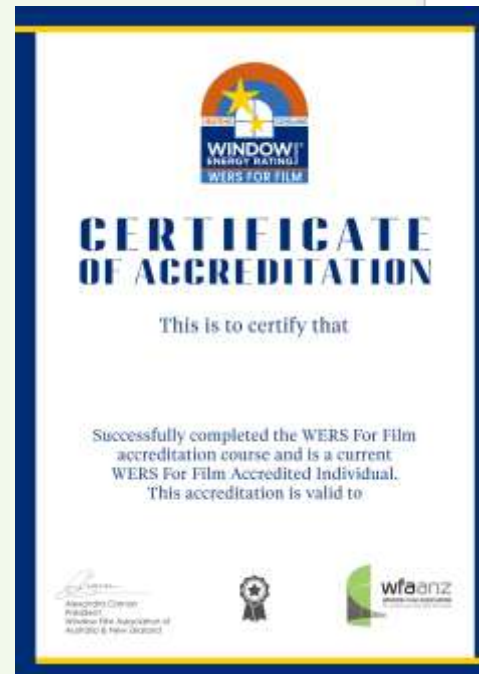 WINDOW
ENERGY RATING
WERS FOR FILM
CERTIFICATE
OF ACCREDITATION
This is to certify that
Successfully completed the WERS For Film
accreditation course and is a current
WERS For Film Accredited Individual.
This accreditation is valid to
President
Window Film Association of
Australia & New Zealand
wfaanz